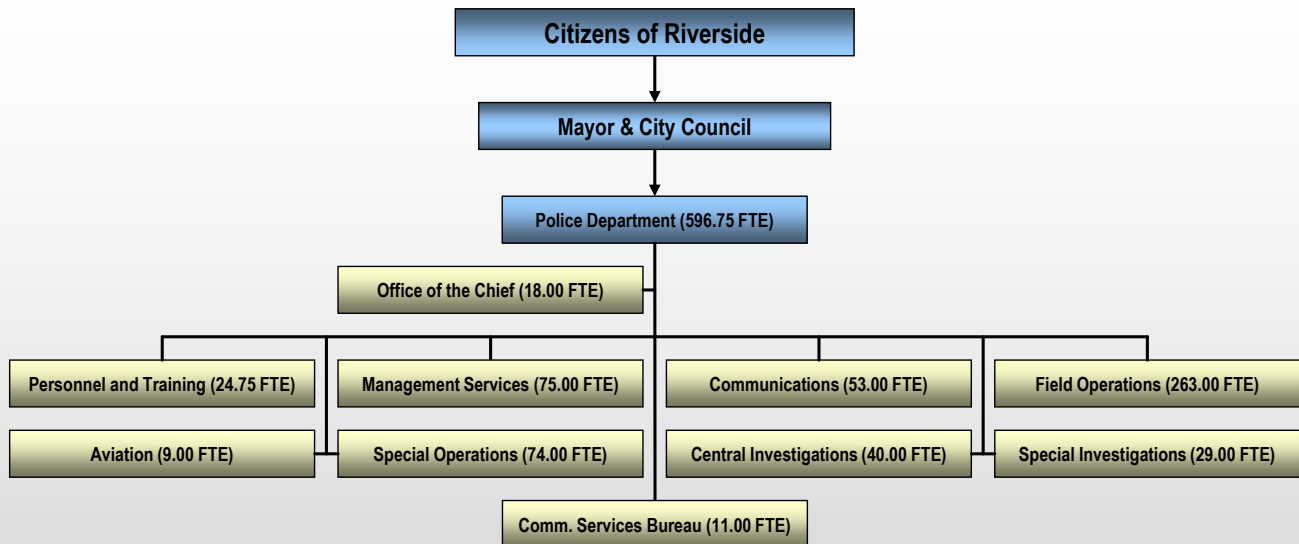 Citizens of Riverside
Mayor & City Council
Police Department (596.75 FTE)
Office of the Chief (18.00 FTE)
Personnel and Training (24.75 FTE)
Management Services (75.00 FTE)
Communications (53.00 FTE)
Field Operations (263.00 FTE)
Aviation (9.00 FTE)
Special Operations (74.00 FTE)
Central Investigations (40.00 FTE)
Special Investigations (29.00 FTE)
Comm. Services Bureau (11.00 FTE)